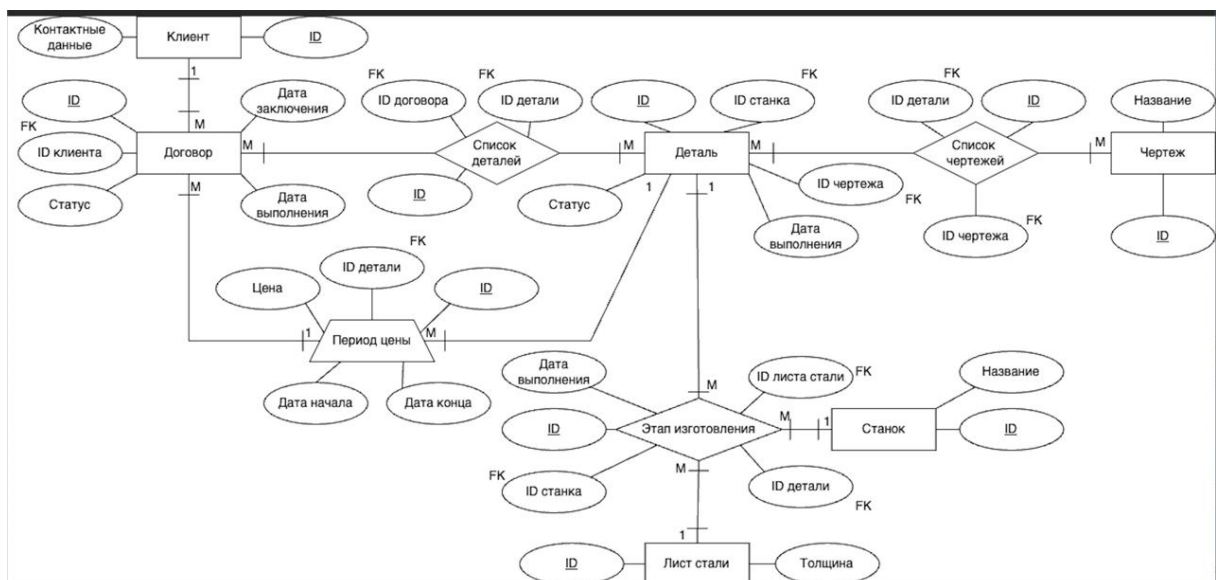 Контактные
данные
Клиент
ID
1
M
ID
Дата
заключения
FK
ID клиента
Договор
M
Статус
M
Дата
выполнения
FK
ID договора
FK
ID детали
Список
деталей
ID
M
ID
FK
ID станка
Деталь
M
1
1
Статус
ID чертежа
FK
Дата
выполнения
FK
ID детали
ID
Список
чертежей
FK
ID чертежа
M
Название
Чертеж
ID
FK
ID детали
Цена
ID
1
Период цены
M
Дата начала
Дата конца
M
Дата
выполнения
ID листа стали
FK
ID
Этап изготовления
M
1
Станок
Название
ID
FK
ID станка
M
ID детали
FK
1
ID
Лист стали
Толщина